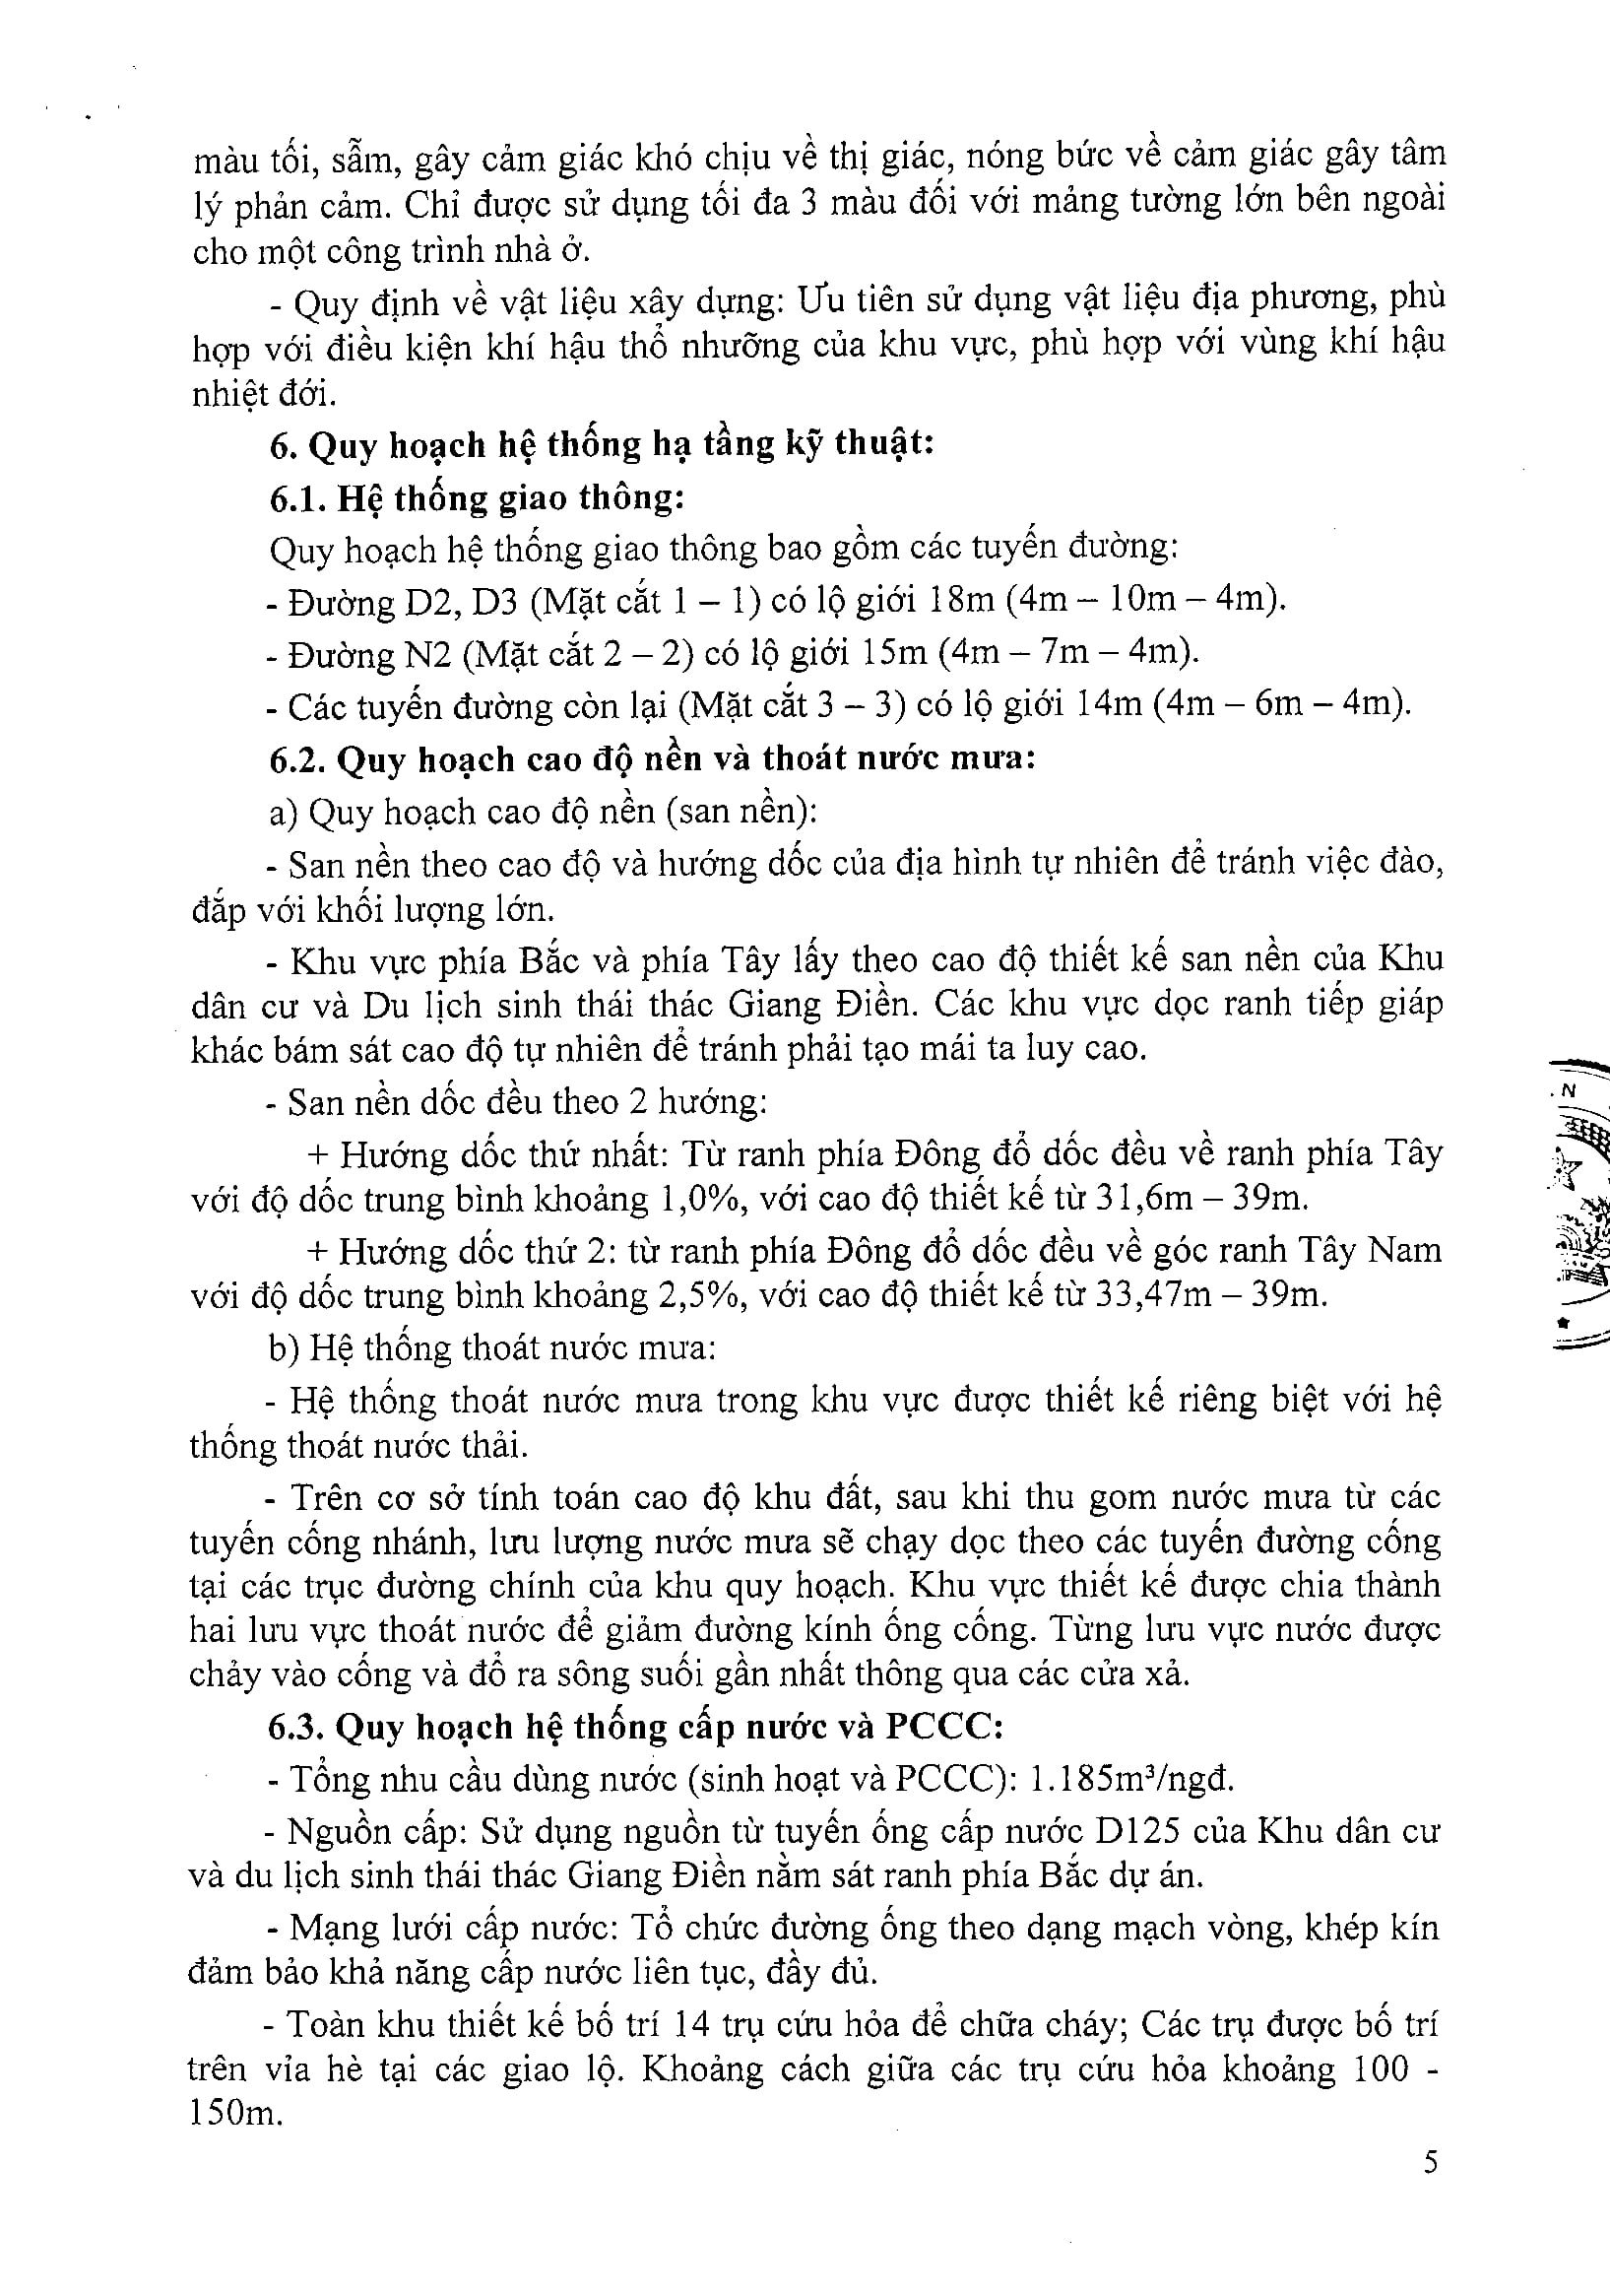 màu tối, sẫm, gây cảm giác khó chịu về thị giác, nóng bức về cảm giác gây tâm
lý phản cảm. Chỉ được sử dụng tối đa 3 màu đối với mảng tường lớn bên ngoài
cho một công trình nhà ở.
- Quy định về vật liệu xây dựng: Ưu tiên sử dụng vật liệu địa phương, phù
hợp với điều kiện khí hậu thổ nhưỡng của khu vực, phù hợp với vùng khí hậu
nhiệt đới.
6. Quy hoạch hệ thống hạ tầng kỹ thuật:
6.1. Hệ thống giao thông:
Quy hoạch hệ thống giao thông bao gồm các tuyến đường:
- Đường D2, D3 (Mặt cắt 1 – 1) có lộ giới 18m (4m – 10m – 4m).
- Đường N2 (Mặt cắt 2 – 2) có lộ giới 15m (4m – 7m – 4m).
- Các tuyến đường còn lại (Mặt cắt 3 – 3) có lộ giới 14m (4m – 6m – 4m).
6.2. Quy hoạch cao độ nền và thoát nước mưa:
a) Quy hoạch cao độ nền (san nền):
- San nền theo cao độ và hướng dốc của địa hình tự nhiên để tránh việc đào,
đắp với khối lượng lớn.
- Khu vực phía Bắc và phía Tây lấy theo cao độ thiết kế san nền của Khu
dân cư và Du lịch sinh thái thác Giang Điền. Các khu vực dọc ranh tiếp giáp
khác bám sát cao độ tự nhiên để tránh phải tạo mái ta luy cao.
- San nền dốc đều theo 2 hướng:
+ Hướng dốc thứ nhất: Từ ranh phía Đông đổ dốc đều về ranh phía Tây
với độ dốc trung bình khoảng 1,0%, với cao độ thiết kế từ 31,6m – 39m.
+ Hướng dốc thứ 2: từ ranh phía Đông đổ dốc đều về góc ranh Tây Nam
với độ dốc trung bình khoảng 2,5%, với cao độ thiết kế từ 33,47m – 39m.
b) Hệ thống thoát nước mưa:
- Hệ thống thoát nước mưa trong khu vực được thiết kế riêng biệt với hệ
thống thoát nước thải.
- Trên cơ sở tính toán cao độ khu đất, sau khi thu gom nước mưa từ các
tuyến cống nhánh, lưu lượng nước mưa sẽ chạy dọc theo các tuyến đường cống
tại các trục đường chính của khu quy hoạch. Khu vực thiết kế được chia thành
hai lưu vực thoát nước để giảm đường kính ống cống. Từng lưu vực nước được
chảy vào cống và đổ ra sông suối gần nhất thông qua các cửa xả.
6.3. Quy hoạch hệ thống cấp nước và PCCC:
- Tổng nhu cầu dùng nước (sinh hoạt và PCCC): 1.185m³/ngđ.
- Nguồn cấp: Sử dụng nguồn từ tuyến ống cấp nước D125 của Khu dân cư
và du lịch sinh thái thác Giang Điền nằm sát ranh phía Bắc dự án.
- Mạng lưới cấp nước: Tổ chức đường ống theo dạng mạch vòng, khép kín
đảm bảo khả năng cấp nước liên tục, đầy đủ.
- Toàn khu thiết kế bố trí 14 trụ cứu hỏa để chữa cháy; Các trụ được bố trí
trên vỉa hè tại các giao lộ. Khoảng cách giữa các trụ cứu hỏa khoảng 100 -
150m.
5
.N